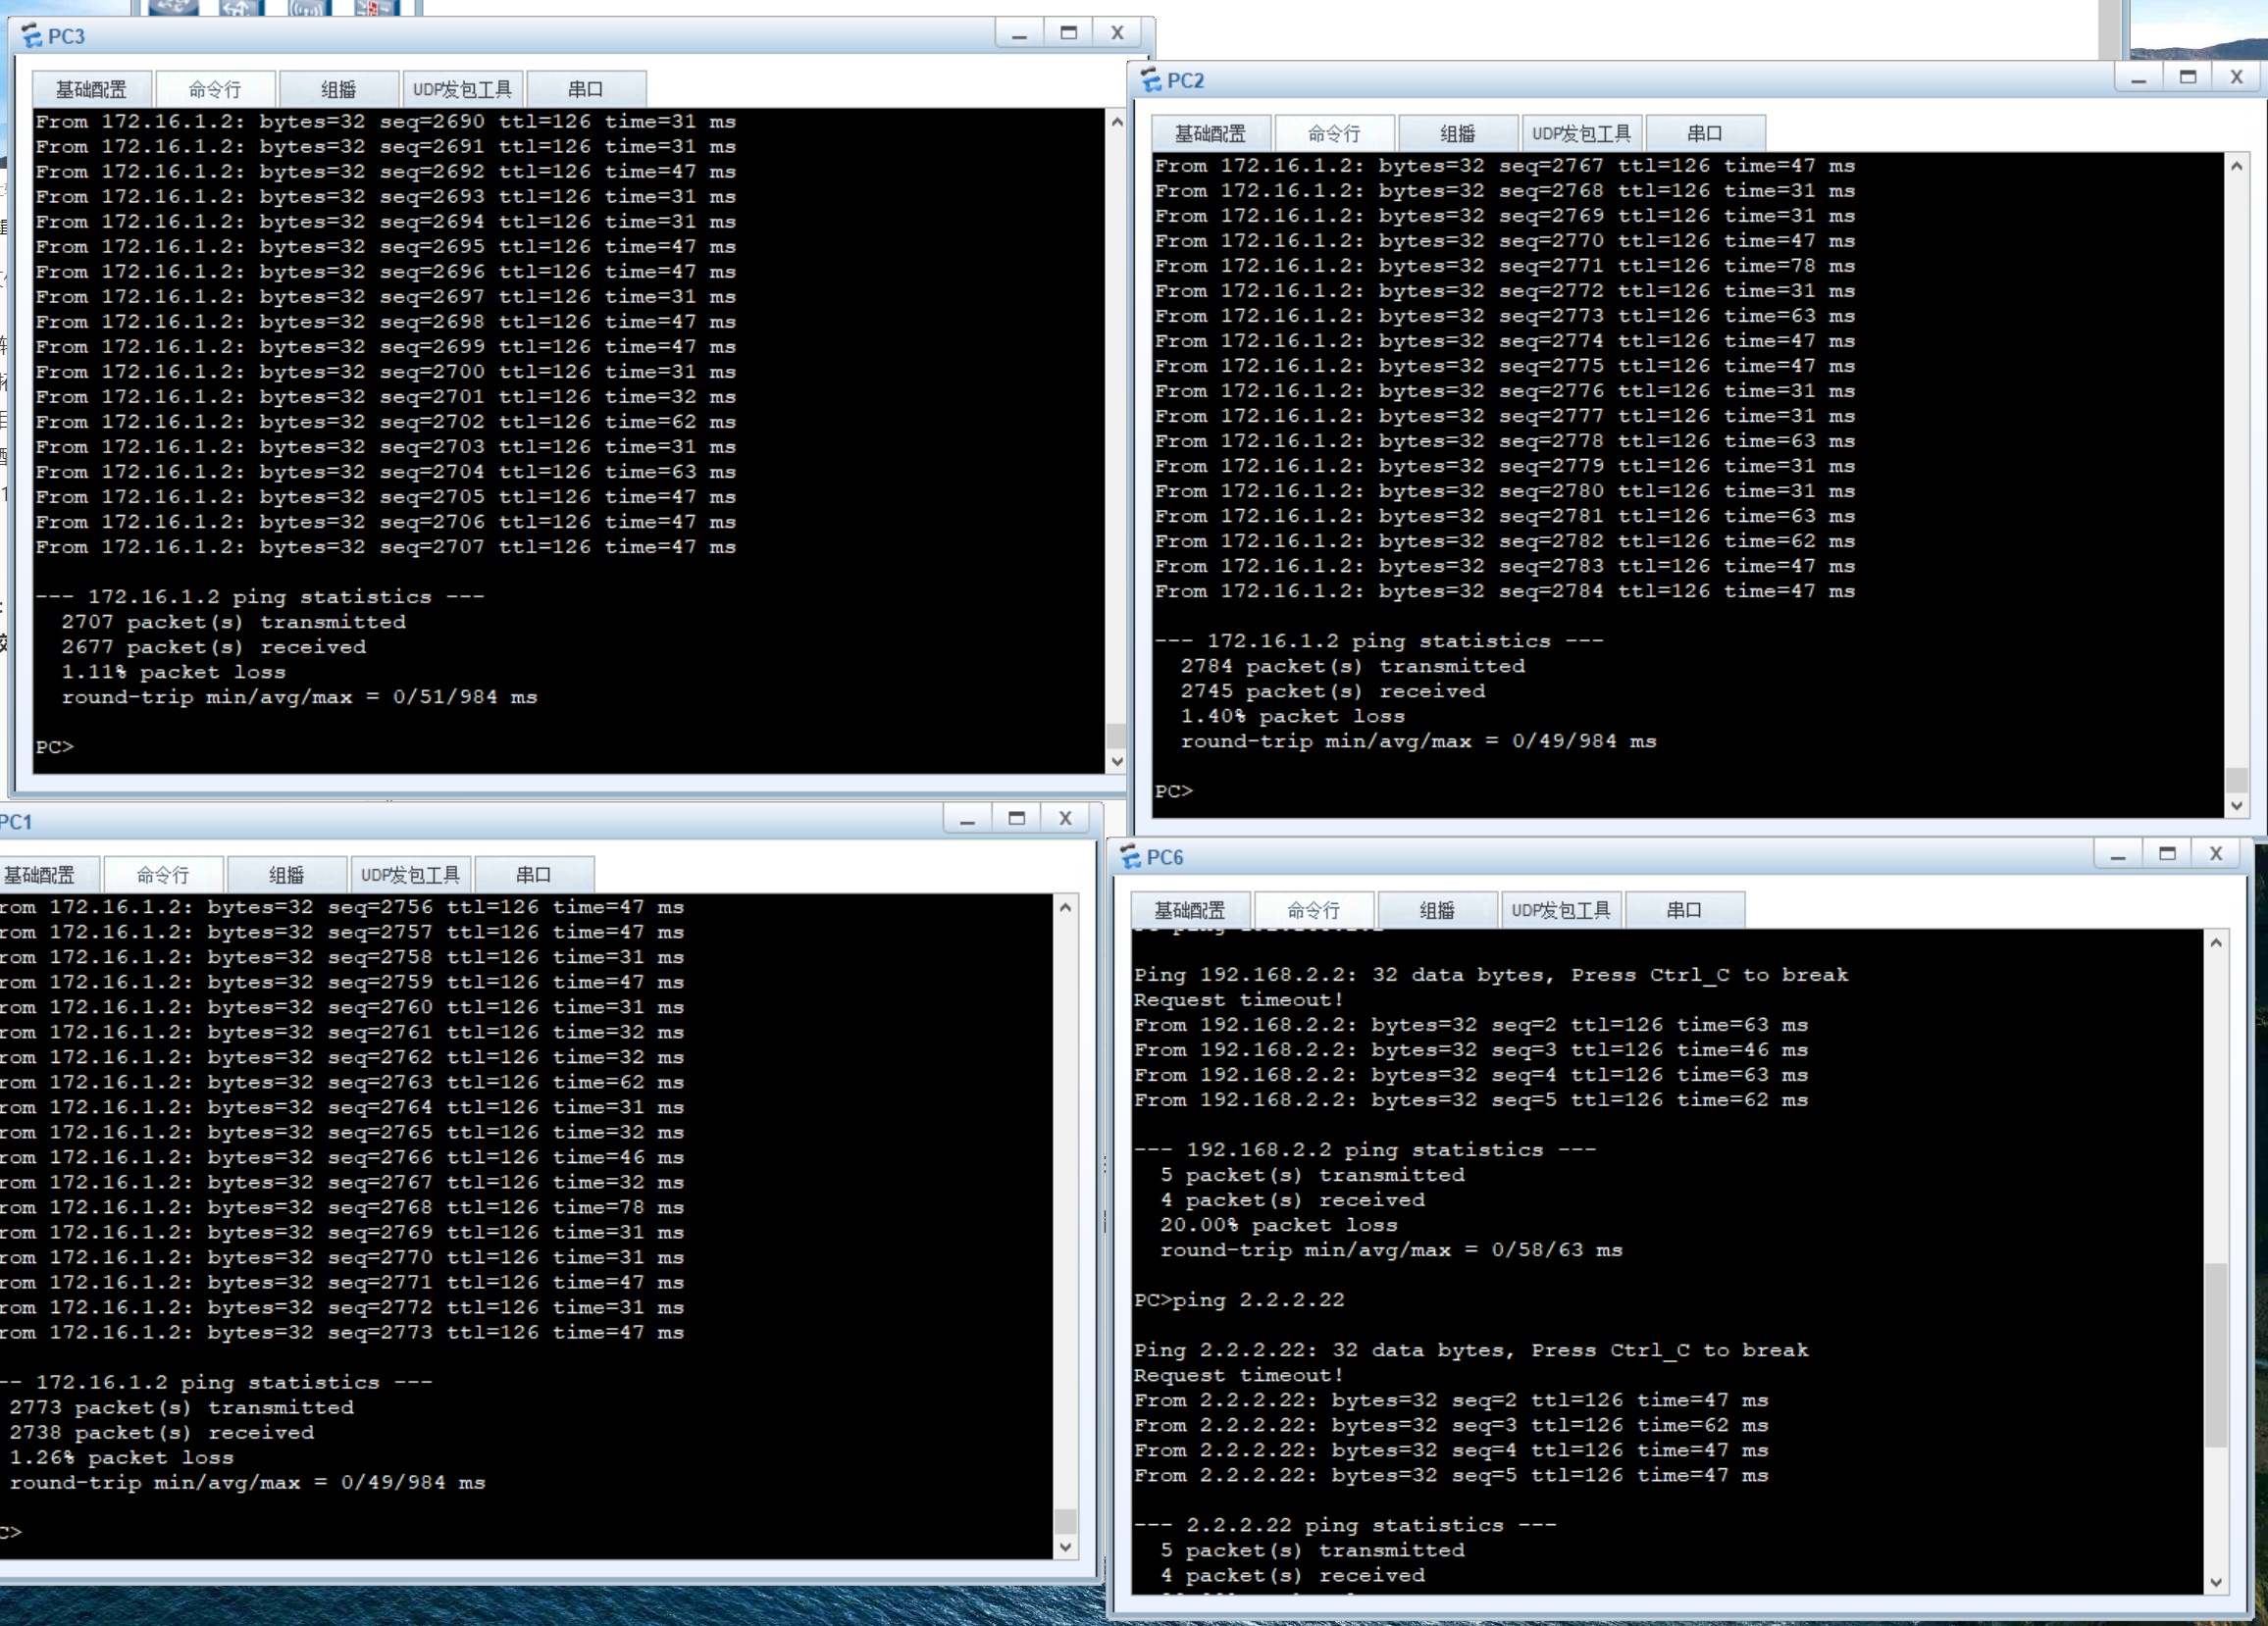 PC3
基础配置 命令行 组播 UDP发包工具 串口
From 172.16.1.2: bytes=32 seq=2690 ttl=126 time=31 ms
From 172.16.1.2: bytes=32 seq=2691 ttl=126 time=31 ms
From 172.16.1.2: bytes=32 seq=2692 ttl=126 time=47 ms
From 172.16.1.2: bytes=32 seq=2693 ttl=126 time=31 ms
From 172.16.1.2: bytes=32 seq=2694 ttl=126 time=31 ms
From 172.16.1.2: bytes=32 seq=2695 ttl=126 time=47 ms
From 172.16.1.2: bytes=32 seq=2696 ttl=126 time=47 ms
From 172.16.1.2: bytes=32 seq=2697 ttl=126 time=31 ms
From 172.16.1.2: bytes=32 seq=2698 ttl=126 time=47 ms
From 172.16.1.2: bytes=32 seq=2699 ttl=126 time=47 ms
From 172.16.1.2: bytes=32 seq=2700 ttl=126 time=31 ms
From 172.16.1.2: bytes=32 seq=2701 ttl=126 time=32 ms
From 172.16.1.2: bytes=32 seq=2702 ttl=126 time=62 ms
From 172.16.1.2: bytes=32 seq=2703 ttl=126 time=31 ms
From 172.16.1.2: bytes=32 seq=2704 ttl=126 time=63 ms
From 172.16.1.2: bytes=32 seq=2705 ttl=126 time=47 ms
From 172.16.1.2: bytes=32 seq=2706 ttl=126 time=47 ms
From 172.16.1.2: bytes=32 seq=2707 ttl=126 time=47 ms
--- 172.16.1.2 ping statistics ---
2707 packet(s) transmitted
2677 packet(s) received
1.11% packet loss
round-trip min/avg/max = 0/51/984 ms
PC>
PC2
基础配置 命令行 组播 UDP发包工具 串口
From 172.16.1.2: bytes=32 seq=2767 ttl=126 time=47 ms
From 172.16.1.2: bytes=32 seq=2768 ttl=126 time=31 ms
From 172.16.1.2: bytes=32 seq=2769 ttl=126 time=31 ms
From 172.16.1.2: bytes=32 seq=2770 ttl=126 time=47 ms
From 172.16.1.2: bytes=32 seq=2771 ttl=126 time=78 ms
From 172.16.1.2: bytes=32 seq=2772 ttl=126 time=31 ms
From 172.16.1.2: bytes=32 seq=2773 ttl=126 time=63 ms
From 172.16.1.2: bytes=32 seq=2774 ttl=126 time=47 ms
From 172.16.1.2: bytes=32 seq=2775 ttl=126 time=47 ms
From 172.16.1.2: bytes=32 seq=2776 ttl=126 time=31 ms
From 172.16.1.2: bytes=32 seq=2777 ttl=126 time=31 ms
From 172.16.1.2: bytes=32 seq=2778 ttl=126 time=63 ms
From 172.16.1.2: bytes=32 seq=2779 ttl=126 time=31 ms
From 172.16.1.2: bytes=32 seq=2780 ttl=126 time=31 ms
From 172.16.1.2: bytes=32 seq=2781 ttl=126 time=63 ms
From 172.16.1.2: bytes=32 seq=2782 ttl=126 time=62 ms
From 172.16.1.2: bytes=32 seq=2783 ttl=126 time=47 ms
From 172.16.1.2: bytes=32 seq=2784 ttl=126 time=47 ms
--- 172.16.1.2 ping statistics ---
2784 packet(s) transmitted
2745 packet(s) received
1.40% packet loss
round-trip min/avg/max = 0/49/984 ms
PC>
PC1
基础配置 命令行 组播 UDP发包工具 串口
rom 172.16.1.2: bytes=32 seq=2756 ttl=126 time=47 ms
rom 172.16.1.2: bytes=32 seq=2757 ttl=126 time=47 ms
rom 172.16.1.2: bytes=32 seq=2758 ttl=126 time=31 ms
rom 172.16.1.2: bytes=32 seq=2759 ttl=126 time=47 ms
rom 172.16.1.2: bytes=32 seq=2760 ttl=126 time=31 ms
rom 172.16.1.2: bytes=32 seq=2761 ttl=126 time=32 ms
rom 172.16.1.2: bytes=32 seq=2762 ttl=126 time=32 ms
rom 172.16.1.2: bytes=32 seq=2763 ttl=126 time=62 ms
rom 172.16.1.2: bytes=32 seq=2764 ttl=126 time=31 ms
rom 172.16.1.2: bytes=32 seq=2765 ttl=126 time=32 ms
rom 172.16.1.2: bytes=32 seq=2766 ttl=126 time=46 ms
rom 172.16.1.2: bytes=32 seq=2767 ttl=126 time=32 ms
rom 172.16.1.2: bytes=32 seq=2768 ttl=126 time=78 ms
rom 172.16.1.2: bytes=32 seq=2769 ttl=126 time=31 ms
rom 172.16.1.2: bytes=32 seq=2770 ttl=126 time=31 ms
rom 172.16.1.2: bytes=32 seq=2771 ttl=126 time=47 ms
rom 172.16.1.2: bytes=32 seq=2772 ttl=126 time=31 ms
rom 172.16.1.2: bytes=32 seq=2773 ttl=126 time=47 ms
-- 172.16.1.2 ping statistics ---
2773 packet(s) transmitted
2738 packet(s) received
1.26% packet loss
round-trip min/avg/max = 0/49/984 ms
C>
PC6
基础配置 命令行 组播 UDP发包工具 串口
Ping 192.168.2.2: 32 data bytes, Press Ctrl_C to break
Request timeout!
From 192.168.2.2: bytes=32 seq=2 ttl=126 time=63 ms
From 192.168.2.2: bytes=32 seq=3 ttl=126 time=46 ms
From 192.168.2.2: bytes=32 seq=4 ttl=126 time=63 ms
From 192.168.2.2: bytes=32 seq=5 ttl=126 time=62 ms
--- 192.168.2.2 ping statistics ---
5 packet(s) transmitted
4 packet(s) received
20.00% packet loss
round-trip min/avg/max = 0/58/63 ms
PC>ping 2.2.2.22
Ping 2.2.2.22: 32 data bytes, Press Ctrl_C to break
Request timeout!
From 2.2.2.22: bytes=32 seq=2 ttl=126 time=47 ms
From 2.2.2.22: bytes=32 seq=3 ttl=126 time=62 ms
From 2.2.2.22: bytes=32 seq=4 ttl=126 time=47 ms
From 2.2.2.22: bytes=32 seq=5 ttl=126 time=47 ms
--- 2.2.2.22 ping statistics ---
5 packet(s) transmitted
4 packet(s) received